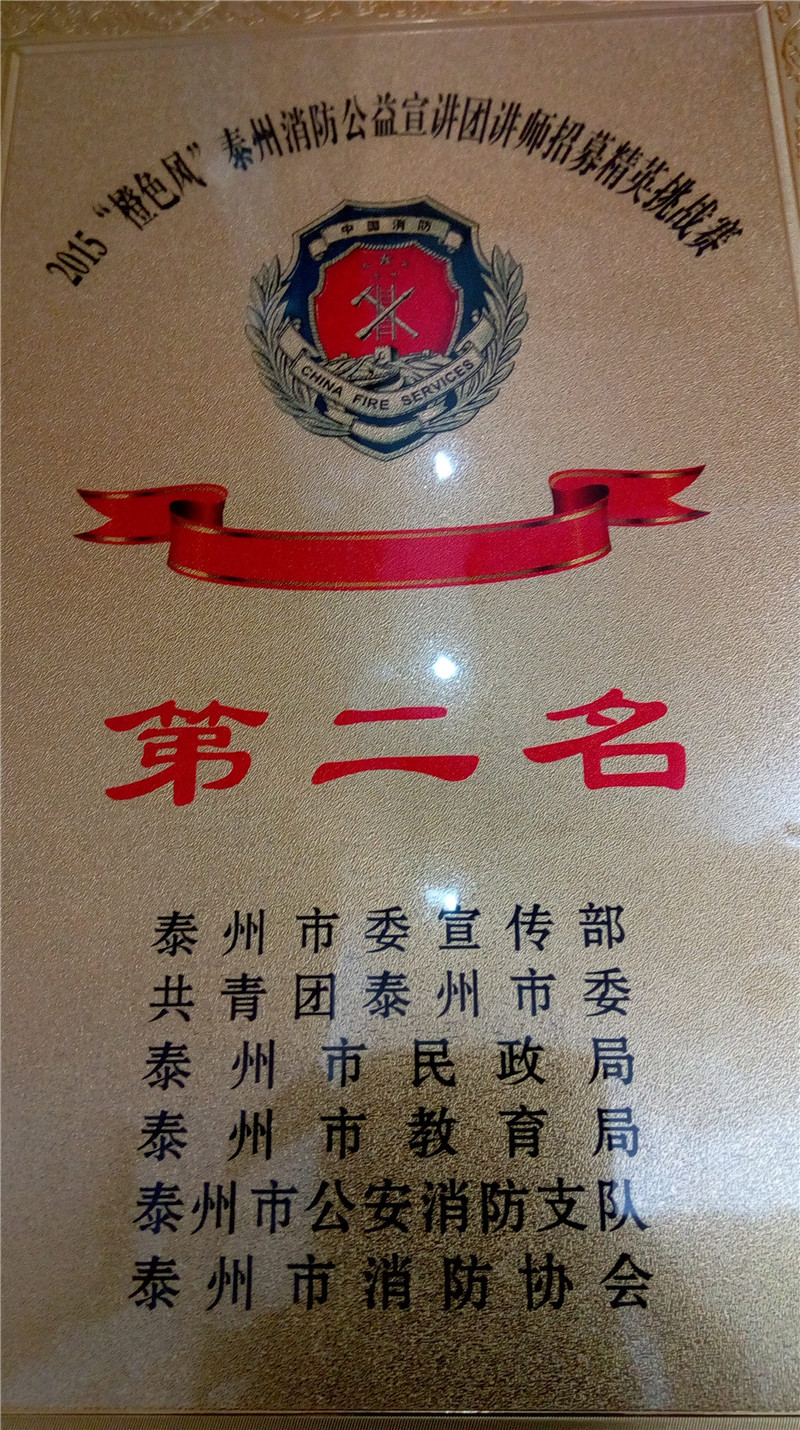 2015“橙色风”泰州消防公益宣讲团讲师招募精英挑战赛
中国消防
CHINA FIRE SERVICES
第二名
泰州市委宣传部
共青团泰州市委
泰州市民政局
泰州市教育局
泰州市公安消防支队
泰州市消防协会